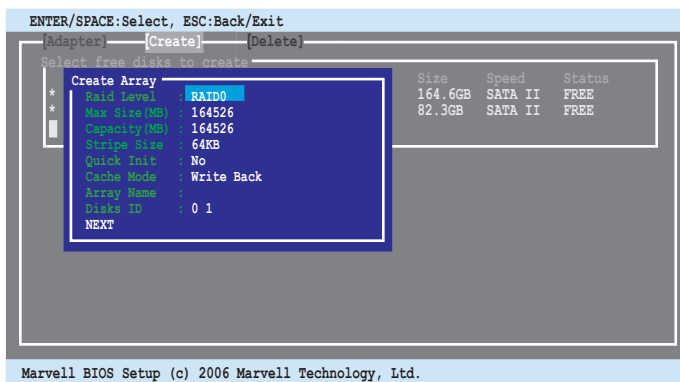 ENTER/SPACE:Select, ESC:Back/Exit
[Adapter] [Create] [Delete]
Select free disks to create
Create Array
Size Speed Status
* Raid Level : RAID0 164.6GB SATA II FREE
* Max Size(MB) : 164526 82.3GB SATA II FREE
Capacity(MB) : 164526
Stripe Size : 64KB
Quick Init : No
Cache Mode : Write Back
Array Name :
Disks ID : 0 1
NEXT
Marvell BIOS Setup (c) 2006 Marvell Technology, Ltd.